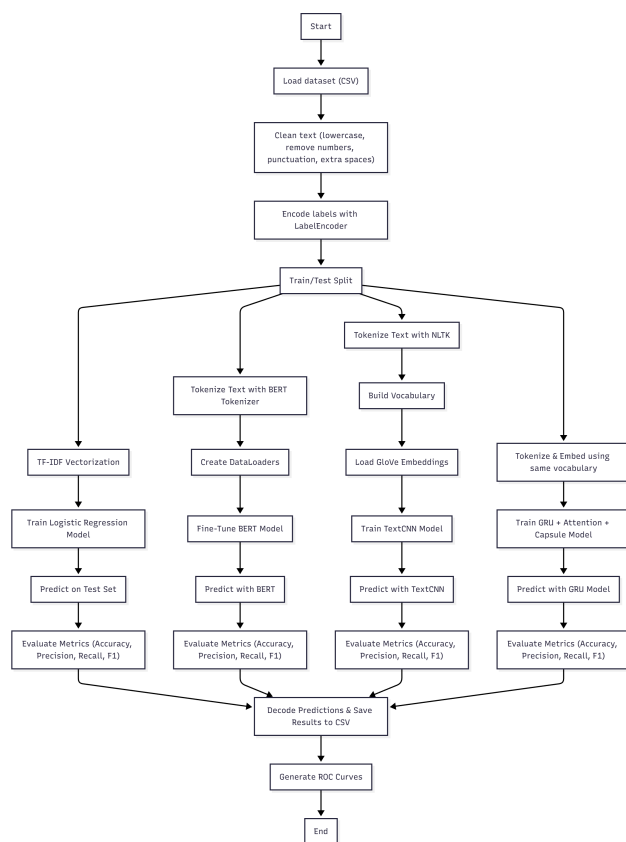 Start
Load dataset (CSV)
Clean text (lowercase,
remove numbers,
punctuation, extra spaces)
Encode labels with
LabelEncoder
Train/Test Split
TF-IDF Vectorization
Train Logistic Regression
Model
Predict on Test Set
Evaluate Metrics (Accuracy,
Precision, Recall, F1)
Tokenize Text with BERT
Tokenizer
Create DataLoaders
Fine-Tune BERT Model
Predict with BERT
Evaluate Metrics (Accuracy,
Precision, Recall, F1)
Tokenize Text with NLTK
Build Vocabulary
Load GloVe Embeddings
Train TextCNN Model
Predict with TextCNN
Evaluate Metrics (Accuracy,
Precision, Recall, F1)
Tokenize & Embed using
same vocabulary
Train GRU + Attention +
Capsule Model
Predict with GRU Model
Evaluate Metrics (Accuracy,
Precision, Recall, F1)
Decode Predictions & Save
Results to CSV
Generate ROC Curves
End